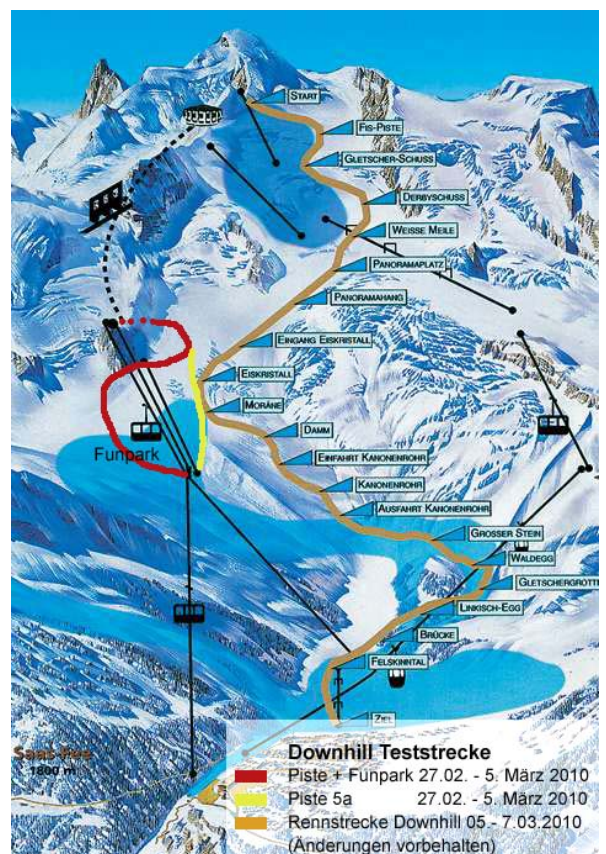 START
FIS-PISTE
GLETSCHER-SCHUSS
DERBYSCHUSS
WEISSE MEILE
PANORAMAPLATZ
PANORAMAHANG
EINGANG EISKRISTALL
EISKRISTALL
MORÄNE
Funpark
DAMM
EINFAHRT KANONENROHR
KANONENROHR
AUSFAHRT KANONENROHR
GROSSER STEIN
WALDEGG
GLETSCHERGROTTE
LINKISCH-EGG
BRÜCKE
FELSKINNTAL
ZIEL
Saas-Fee
1800 m
Downhill Teststrecke
Piste + Funpark 27.02. - 5. März 2010
Piste 5a 27.02. - 5. März 2010
Rennstrecke Downhill 05.- 7.03.2010
(Änderungen vorbehalten)